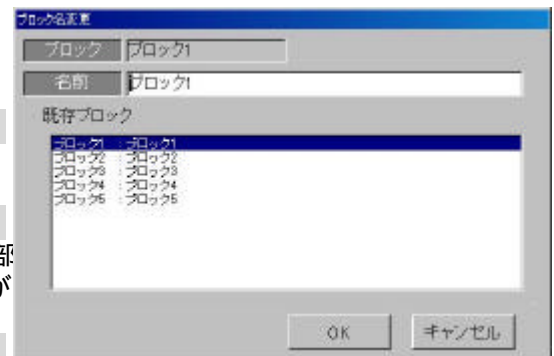 ブロック名変更
ブロック ブロック1
名前 ブロック1
既存ブロック
ブロック1 : ブロック1
ブロック2 : ブロック2
ブロック3 : ブロック3
ブロック4 : ブロック4
ブロック5 : ブロック5
部
が
OK キャンセル